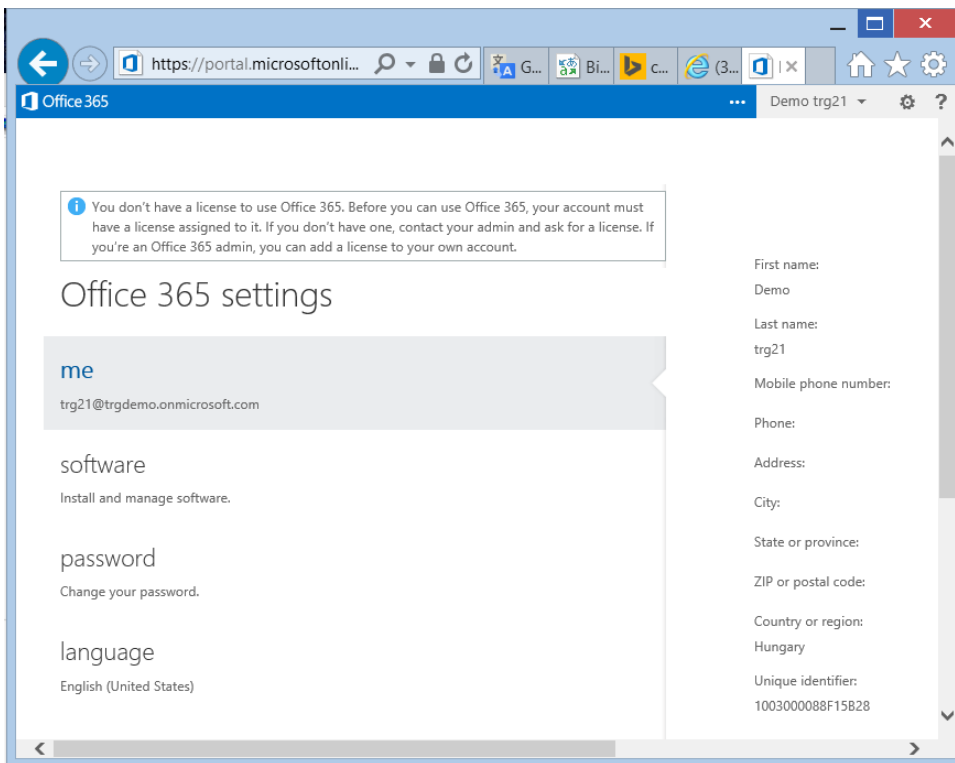 https://portal.microsoftonli...
G...
Bi...
c...
(3...
Office 365
...
Demo trg21
?
You don't have a license to use Office 365. Before you can use Office 365, your account must
have a license assigned to it. If you don't have one, contact your admin and ask for a license. If
you're an Office 365 admin, you can add a license to your own account.
Office 365 settings
me
trg21@trgdemo.onmicrosoft.com
software
Install and manage software.
password
Change your password.
language
English (United States)
First name:
Demo
Last name:
trg21
Mobile phone number:
Phone:
Address:
City:
State or province:
ZIP or postal code:
Country or region:
Hungary
Unique identifier:
1003000088F15B28